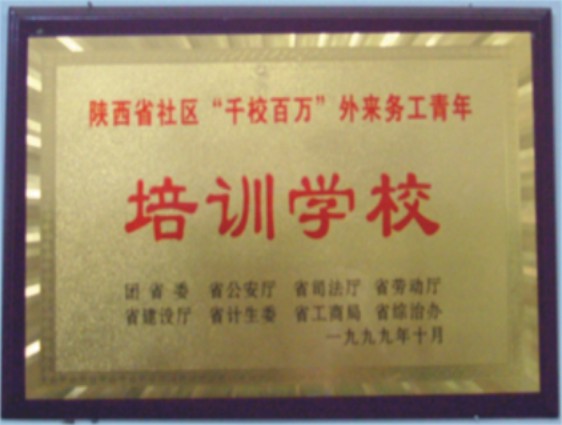 陕西省社区“千校百万”外来务工青年
培训学校
团省委 省公安厅 省司法厅 省劳动厅
省建设厅 省计生委 省工商局 省综治办
一九九九年十月